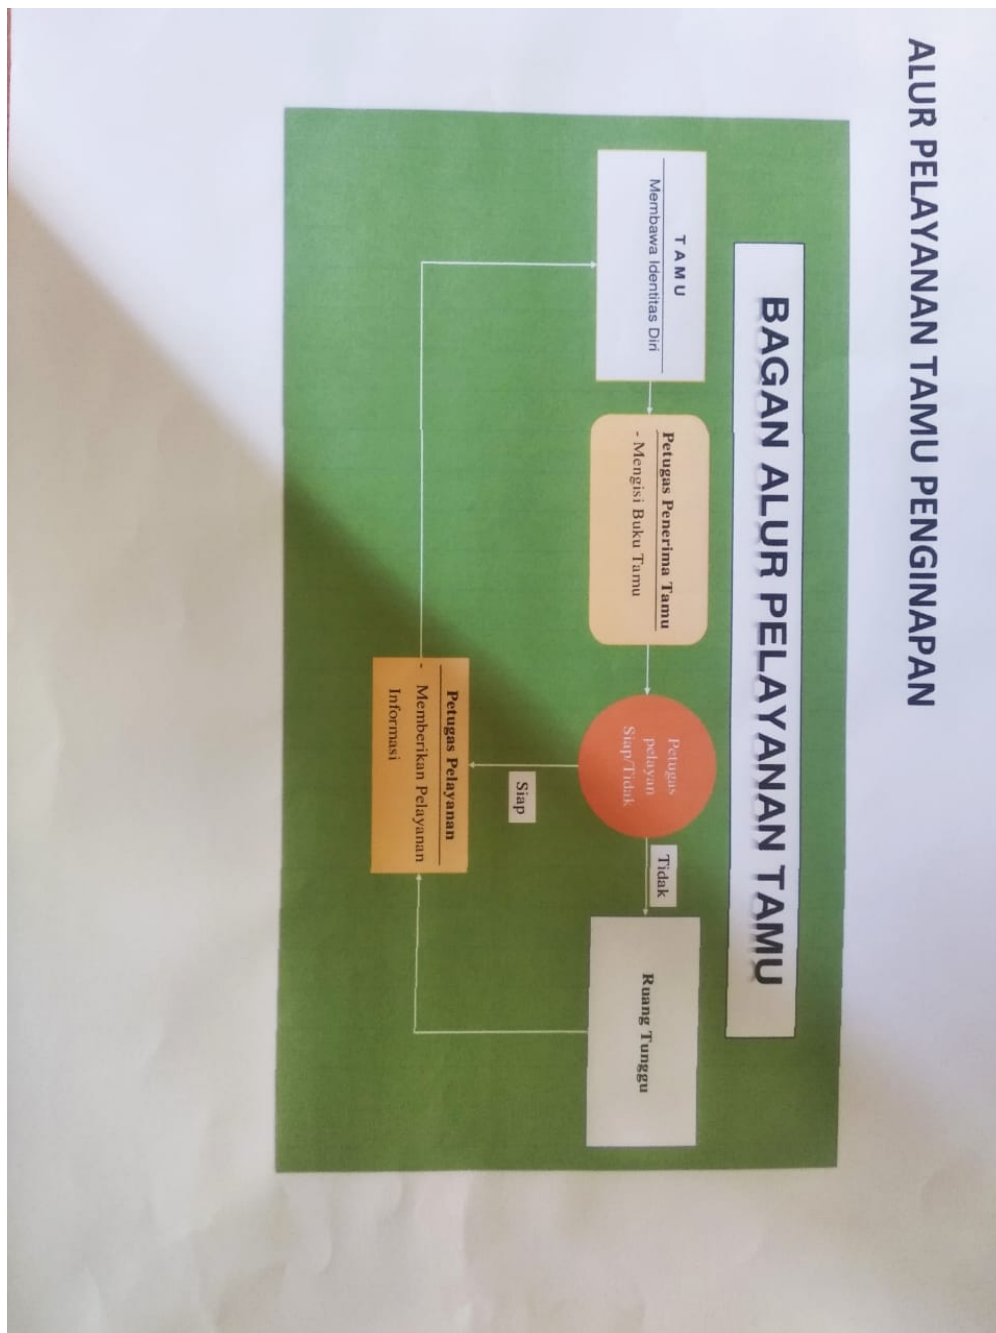 ALUR PELAYANAN TAMU PENGINAPAN
BAGAN ALUR PELAYANAN TAMU
T A M U
Membawa Identitas Diri
Petugas Penerima Tamu
- Mengisi Buku Tamu
Petugas
pelayan
Siap/Tidak
Tidak
Ruang Tunggu
Siap
Petugas Pelayanan
- Memberikan Pelayanan
Informasi